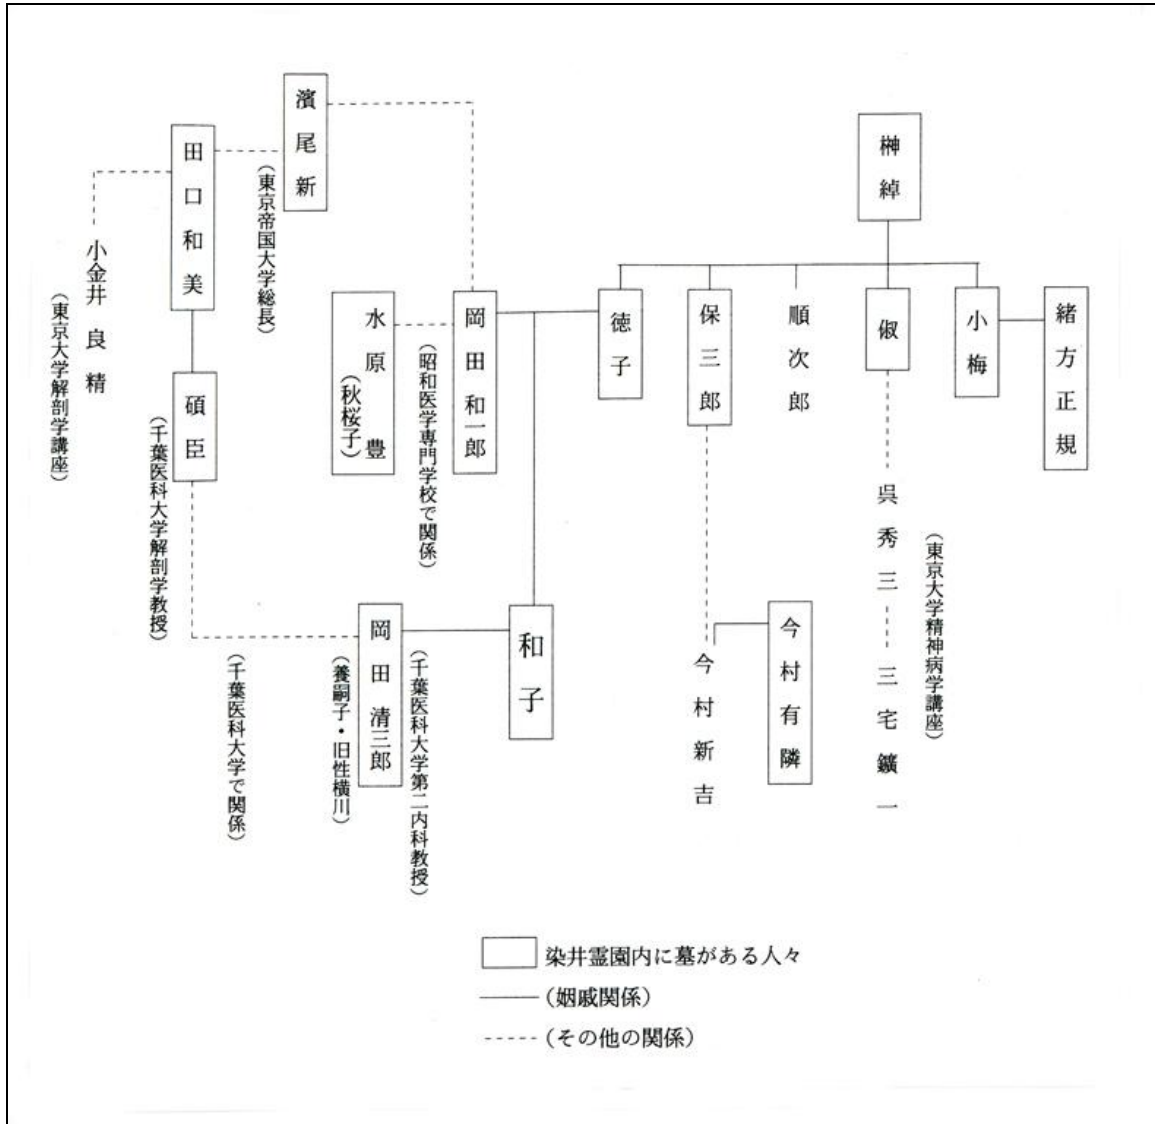 濱尾新
(東京帝国大学総長)
田口和美
小金井良精
(東京大学解剖学講座)
碩臣
(千葉医科大学解剖学教授)
水原豊
(秋桜子)
岡田和一郎
(昭和医学専門学校で関係)
榊綽
徳子
保三郎
順次郎
俶
小梅
緒方正規
呉秀三
三宅鑛一
(東京大学精神病学講座)
今村有隣
今村新吉
和子
岡田清三郎
(千葉医科大学第二内科教授)
(養嗣子・旧性横川)
(千葉医科大学で関係)
染井霊園内に墓がある人々
(姻戚関係)
(その他の関係)